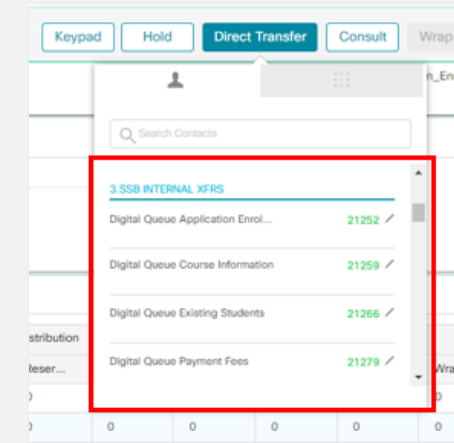 Keypad Hold Direct Transfer Consult Wrap
n_En
Search Contacts
3.SSB INTERNAL XFRS
Digital Queue Application Enrol... 21252
Digital Queue Course Information 21259
Digital Queue Existing Students 21266
stribution
Digital Queue Payment Fees 21279
Reser... Wra
0 0
0 0 0 0 0 0